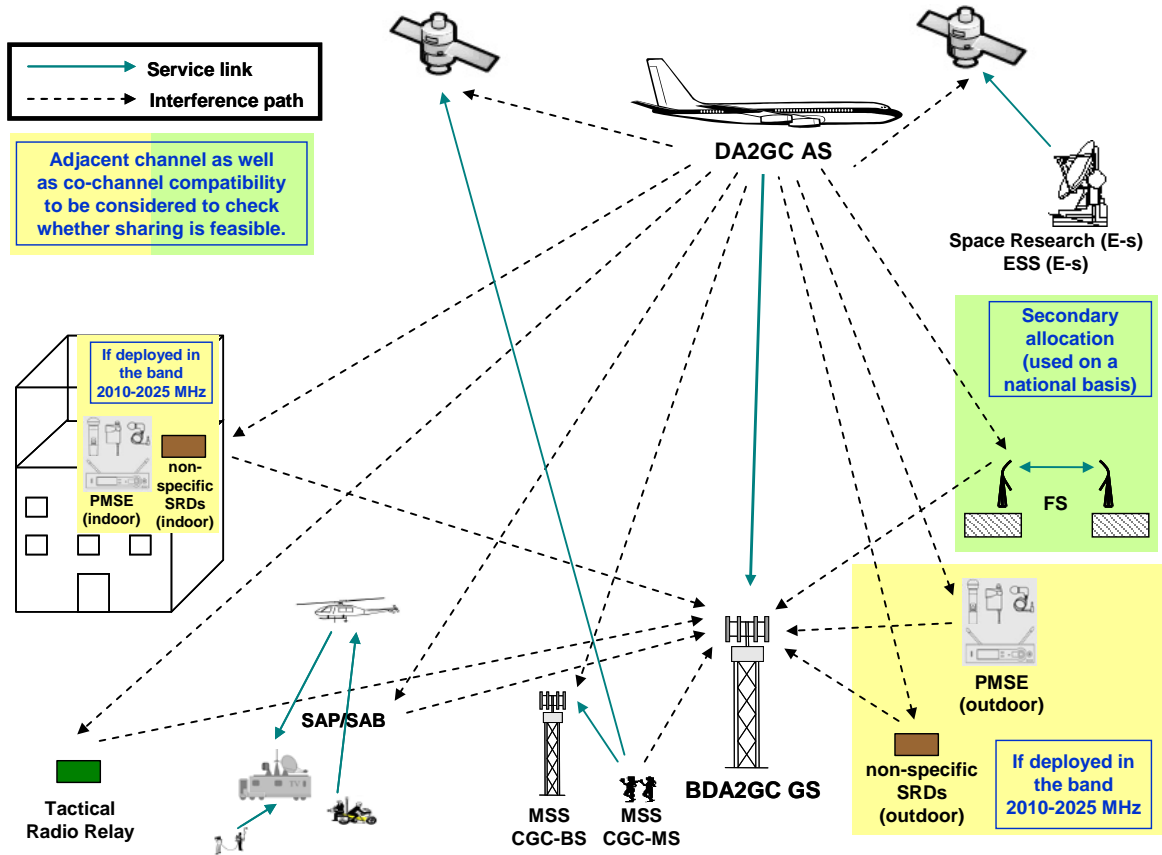 Service link
Interference path
Adjacent channel as well
as co-channel compatibility
to be considered to check
whether sharing is feasible.
DA2GC AS
Space Research (E-s)
ESS (E-s)
Secondary
allocation
(used on a
national basis)
FS
If deployed in
the band
2010-2025 MHz
PMSE
(indoor)
non-
specific
SRDs
(indoor)
SAP/SAB
Tactical
Radio Relay
MSS
CGC-BS
MSS
CGC-MS
BDA2GC GS
PMSE
(outdoor)
non-specific
SRDs
(outdoor)
If deployed in
the band
2010-2025 MHz